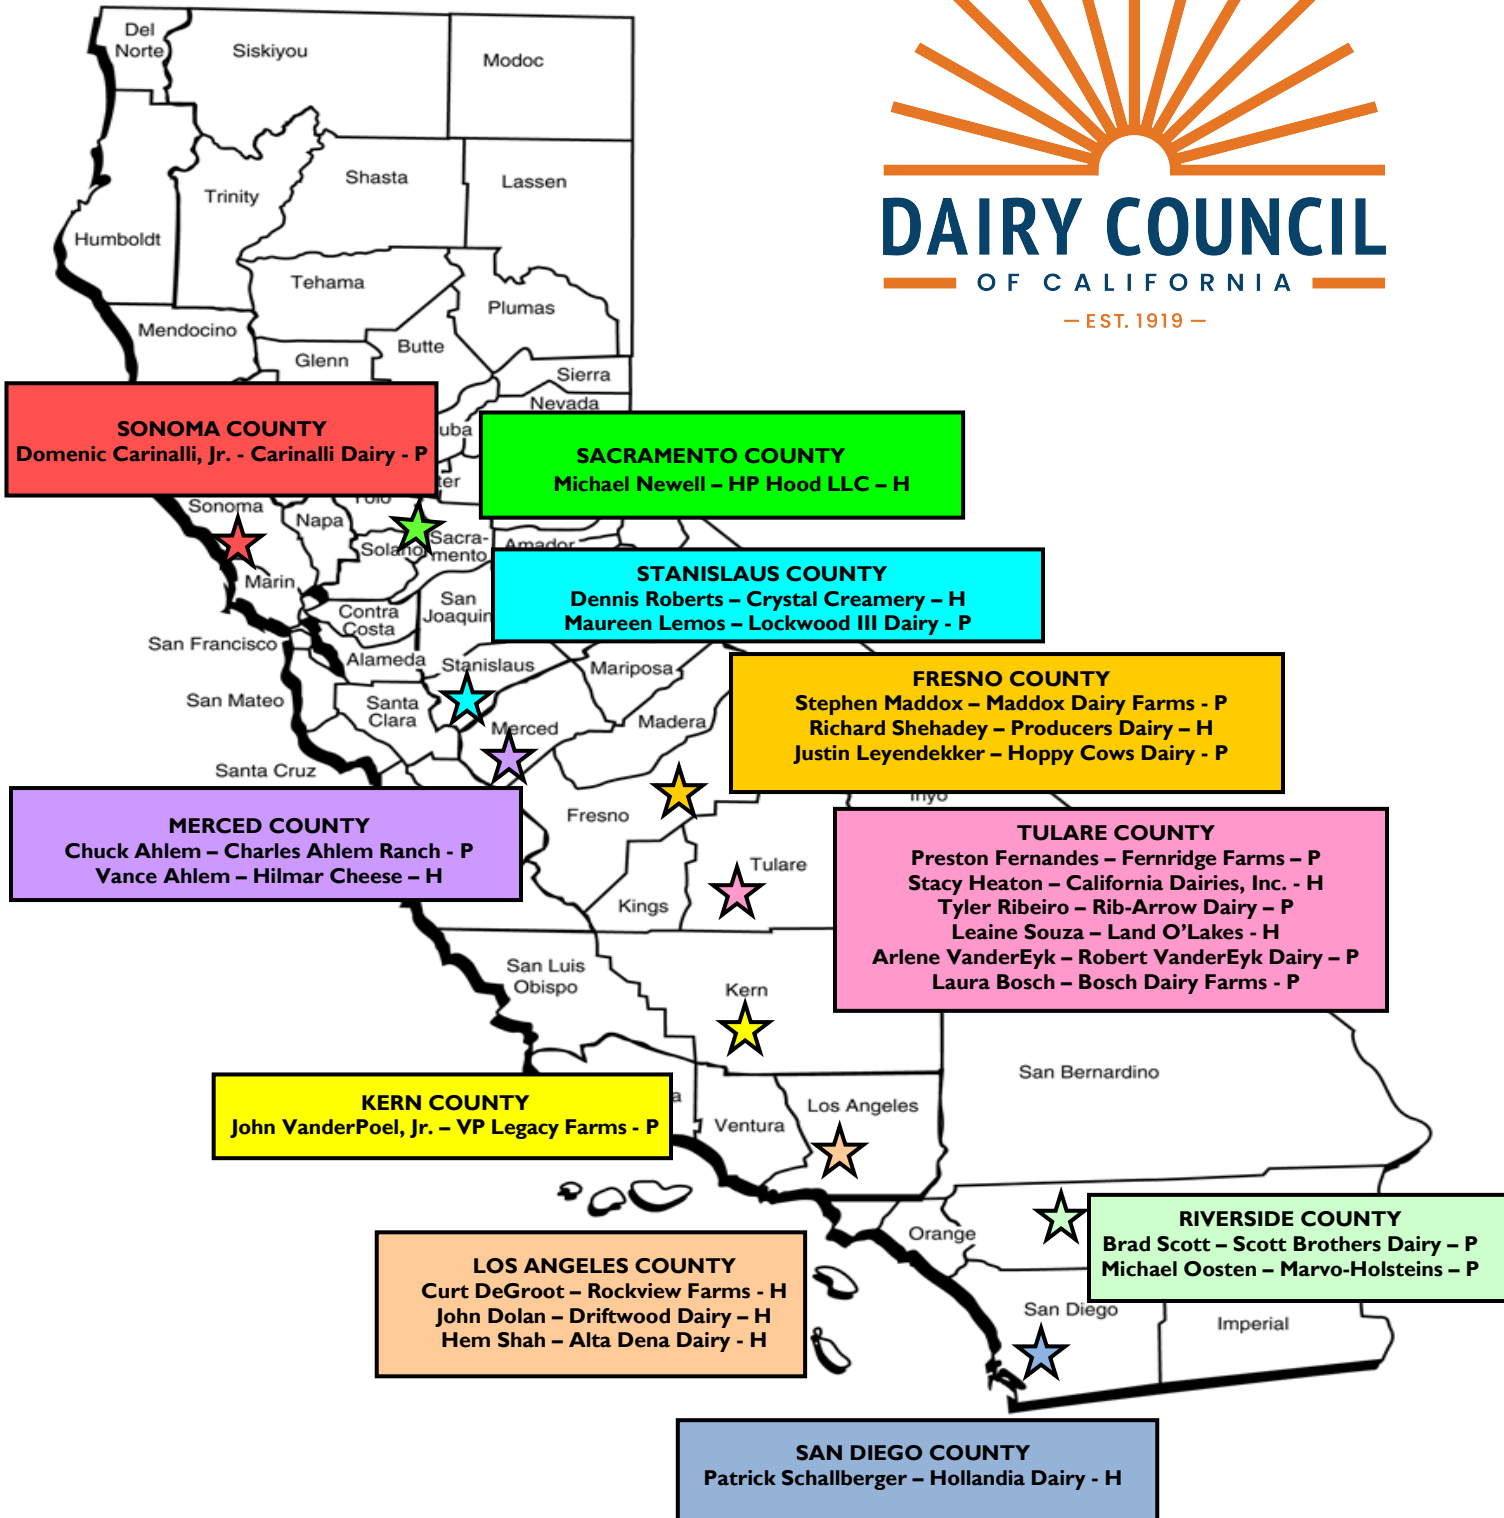 Del
Norte
Siskiyou
Modoc
Trinity
Shasta
Lassen
Humboldt
Tehama
Plumas
Mendocino
Glenn
Butte
Sierra
Nevada
DAIRY COUNCIL
OF CALIFORNIA
– EST. 1919 –
SONOMA COUNTY
Domenic Carinalli, Jr. - Carinalli Dairy - P
uba
ter
SACRAMENTO COUNTY
Michael Newell – HP Hood LLC – H
Sonoma
Napa
Yolo
Solano
Sacra-
mento
Amador
Marin
Contra
Costa
San
Joaquin
STANISLAUS COUNTY
Dennis Roberts – Crystal Creamery – H
Maureen Lemos – Lockwood III Dairy - P
San Francisco
Alameda
Stanislaus
Mariposa
San Mateo
Santa
Clara
Merced
Madera
Santa Cruz
FRESNO COUNTY
Stephen Maddox – Maddox Dairy Farms - P
Richard Shehadey – Producers Dairy – H
Justin Leyendekker – Hoppy Cows Dairy - P
MERCED COUNTY
Chuck Ahlem – Charles Ahlem Ranch - P
Vance Ahlem – Hilmar Cheese – H
Fresno
Inyo
Tulare
Kings
TULARE COUNTY
Preston Fernandes – Fernridge Farms – P
Stacy Heaton – California Dairies, Inc. - H
Tyler Ribeiro – Rib-Arrow Dairy – P
Leaine Souza – Land O'Lakes - H
Arlene VanderEyk – Robert VanderEyk Dairy – P
Laura Bosch – Bosch Dairy Farms - P
San Luis
Obispo
Kern
San Bernardino
KERN COUNTY
John VanderPoel, Jr. – VP Legacy Farms - P
a
Ventura
Los Angeles
Orange
RIVERSIDE COUNTY
Brad Scott – Scott Brothers Dairy – P
Michael Oosten – Marvo-Holsteins – P
LOS ANGELES COUNTY
Curt DeGroot – Rockview Farms - H
John Dolan – Driftwood Dairy – H
Hem Shah – Alta Dena Dairy - H
San Diego
Imperial
SAN DIEGO COUNTY
Patrick Schallberger – Hollandia Dairy - H